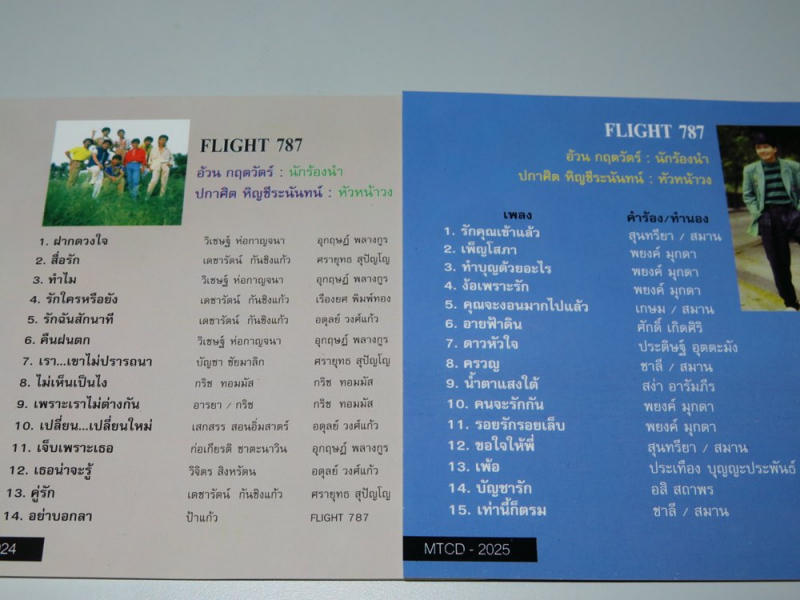 FLIGHT 787
อ้วน กฤตวัตร์ : นักร้องนำ
ปกาศิต หิญชีระนันทน์ : หัวหน้าวง
1. ฝากดวงใจ วิเชษฐ์ ห่อกาญจนา อุกฤษฏ์ พลางกูร
2. สื่อรัก เดชารัตน์ กันชิงแก้ว ศรายุทธ สุปัญโญ
3. ทำไม วิเชษฐ์ ห่อกาญจนา อุกฤษฏ์ พลางกูร
4. รักใครหรือยัง เดชารัตน์ กันชิงแก้ว เรืองยศ พิมพ์ทอง
5. รักฉันสักนาที เดชารัตน์ กันชิงแก้ว อดุลย์ วงศ์แก้ว
6. คืนฝนตก วิเชษฐ์ ห่อกาญจนา อุกฤษฏ์ พลางกูร
7. เรา...เขาไม่ปรารถนา บัญชา ชัยมาลิก ศรายุทธ สุปัญโญ
8. ไม่เห็นเป็นไง กริช ทอมมัส กริช ทอมมัส
9. เพราะเราไม่ต่างกัน อารยา / กริช กริช ทอมมัส
10. เปลี่ยน...เปลี่ยนใหม่ เสกสรร สอนอิ่มสาตร์ อดุลย์ วงศ์แก้ว
11. เจ็บเพราะเธอ ก่อเกียรติ ชาตะนาวิน อุกฤษฏ์ พลางกูร
12. เธอน่าจะรู้ วิจิตร สิงหรัตน อดุลย์ วงศ์แก้ว
13. คู่รัก เดชารัตน์ กันชิงแก้ว ศรายุทธ สุปัญโญ
14. อย่าบอกลา ป้าแก้ว FLIGHT 787
024
FLIGHT 787
อ้วน กฤตวัตร์ : นักร้องนำ
ปกาศิต หิญชีระนันทน์ : หัวหน้าวง
เพลง คำร้อง/ทำนอง
1. รักคุณเข้าแล้ว สุนทรียา / สมาน
2. เพ็ญโสภา พยงค์ มุกดา
3. ทำบุญด้วยอะไร พยงค์ มุกดา
4. ง้อเพราะรัก พยงค์ มุกดา
5. คุณจะงอนมากไปแล้ว เกษม / สมาน
6. อายฟ้าดิน ศักดิ์ เกิดศิริ
7. ดาวหัวใจ ประดิษฐ์ อุตตะมัง
8. ครวญ ชาลี / สมาน
9. น้ำตาแสงใต้ สง่า อารัมภีร
10. คนจะรักกัน พยงค์ มุกดา
11. รอยรักรอยเล็บ พยงค์ มุกดา
12. ขอใจให้พี่ สุนทรียา / สมาน
13. เพ้อ ประเทือง บุญญะประพันธ์
14. บัญชารัก อสิ สถาพร
15. เท่านี้ก็ตรม ชาลี / สมาน
MTCD - 2025